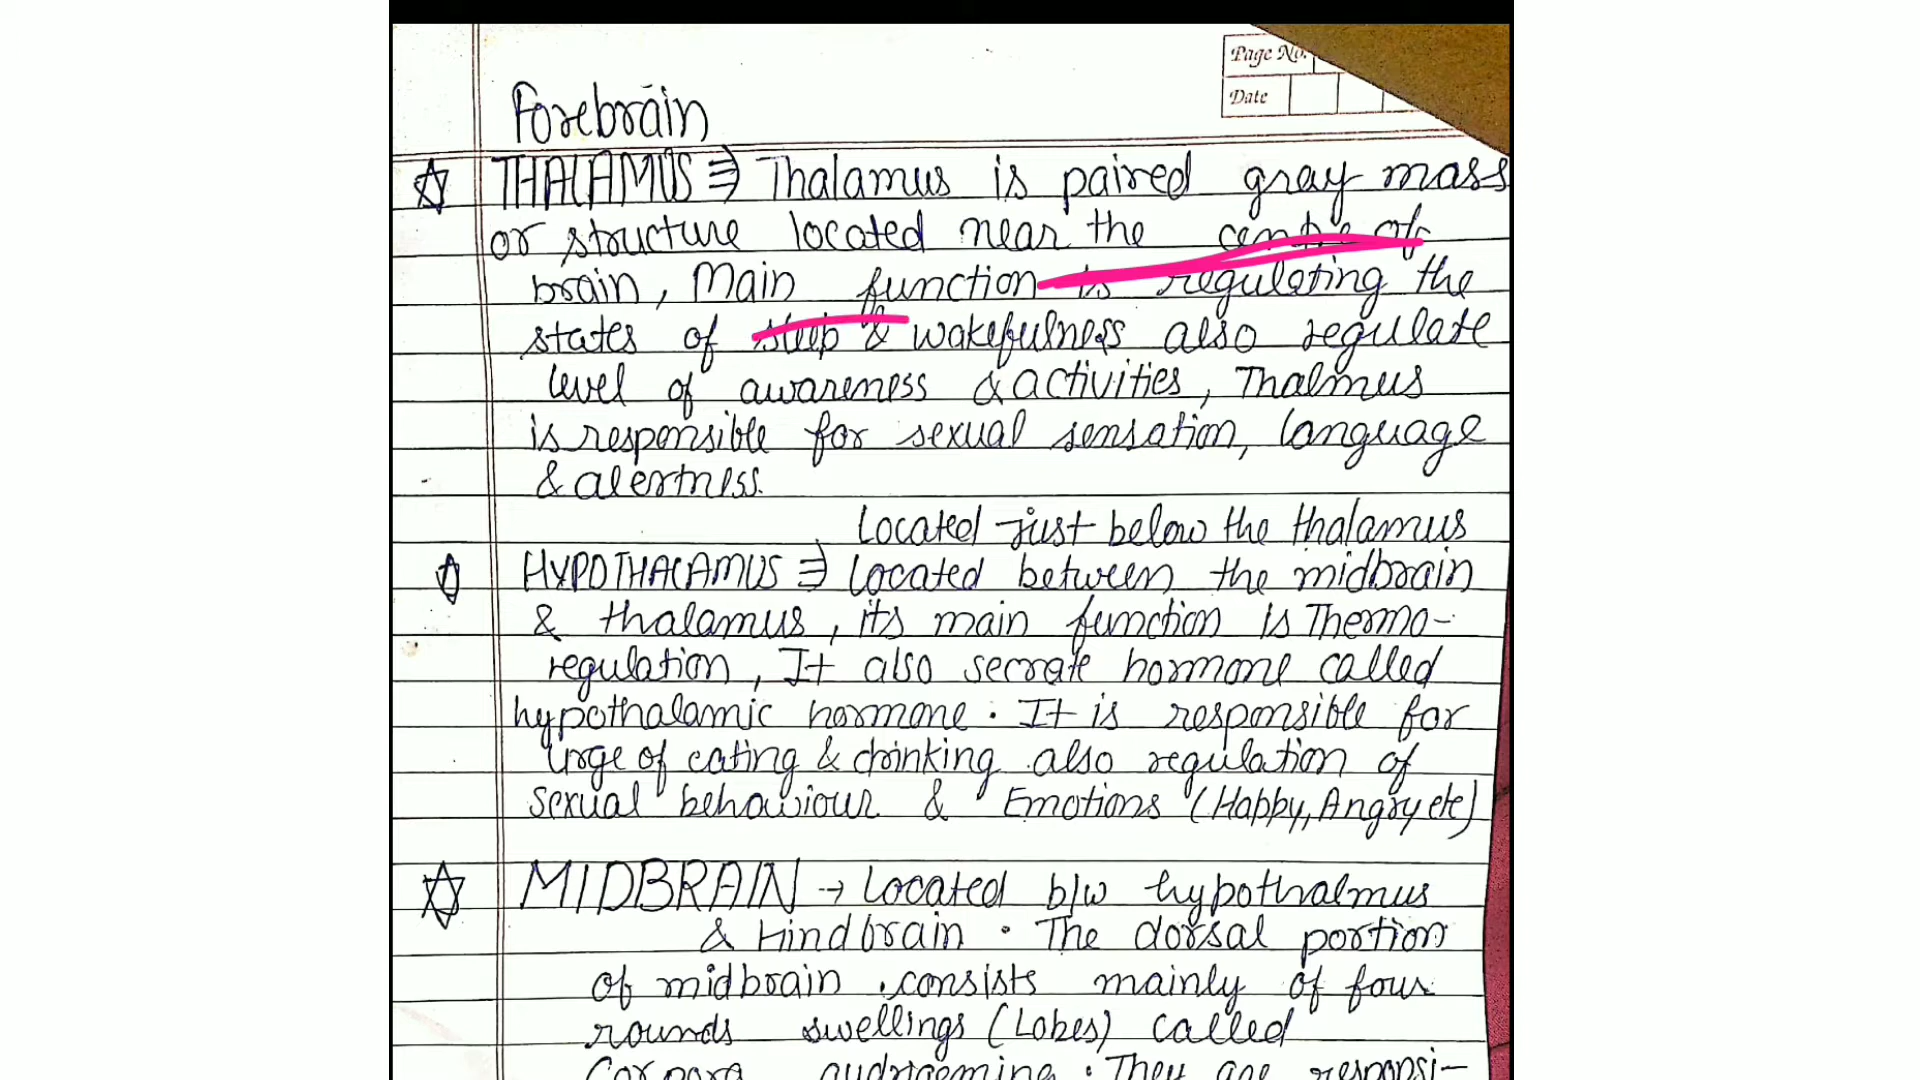 Page No.
Date
Forebrain
THALAMUS ⇒ Thalamus is paired gray mass
or structure located near the centre of
brain, Main function is regulating the
states of sleep & wakefulness also regulate
level of awareness & activities, Thalmus
is responsible for sexual sensation, language
& alertness.
Located just below the thalamus
HYPOTHALAMUS ⇒ Located between the midbrain
& thalamus, its main function is Thermo-
regulation, It also secrate hormone called
hypothalamic hormone. It is responsible for
Urge of eating & drinking also regulation of
sexual behaviour & Emotions (Happy, Angry etc)
MIDBRAIN → Located b/w hypothalmus
& Hindbrain. The dorsal portion
of midbrain consists mainly of four
rounds swellings (Lobes) called
Corpora They are responsi-